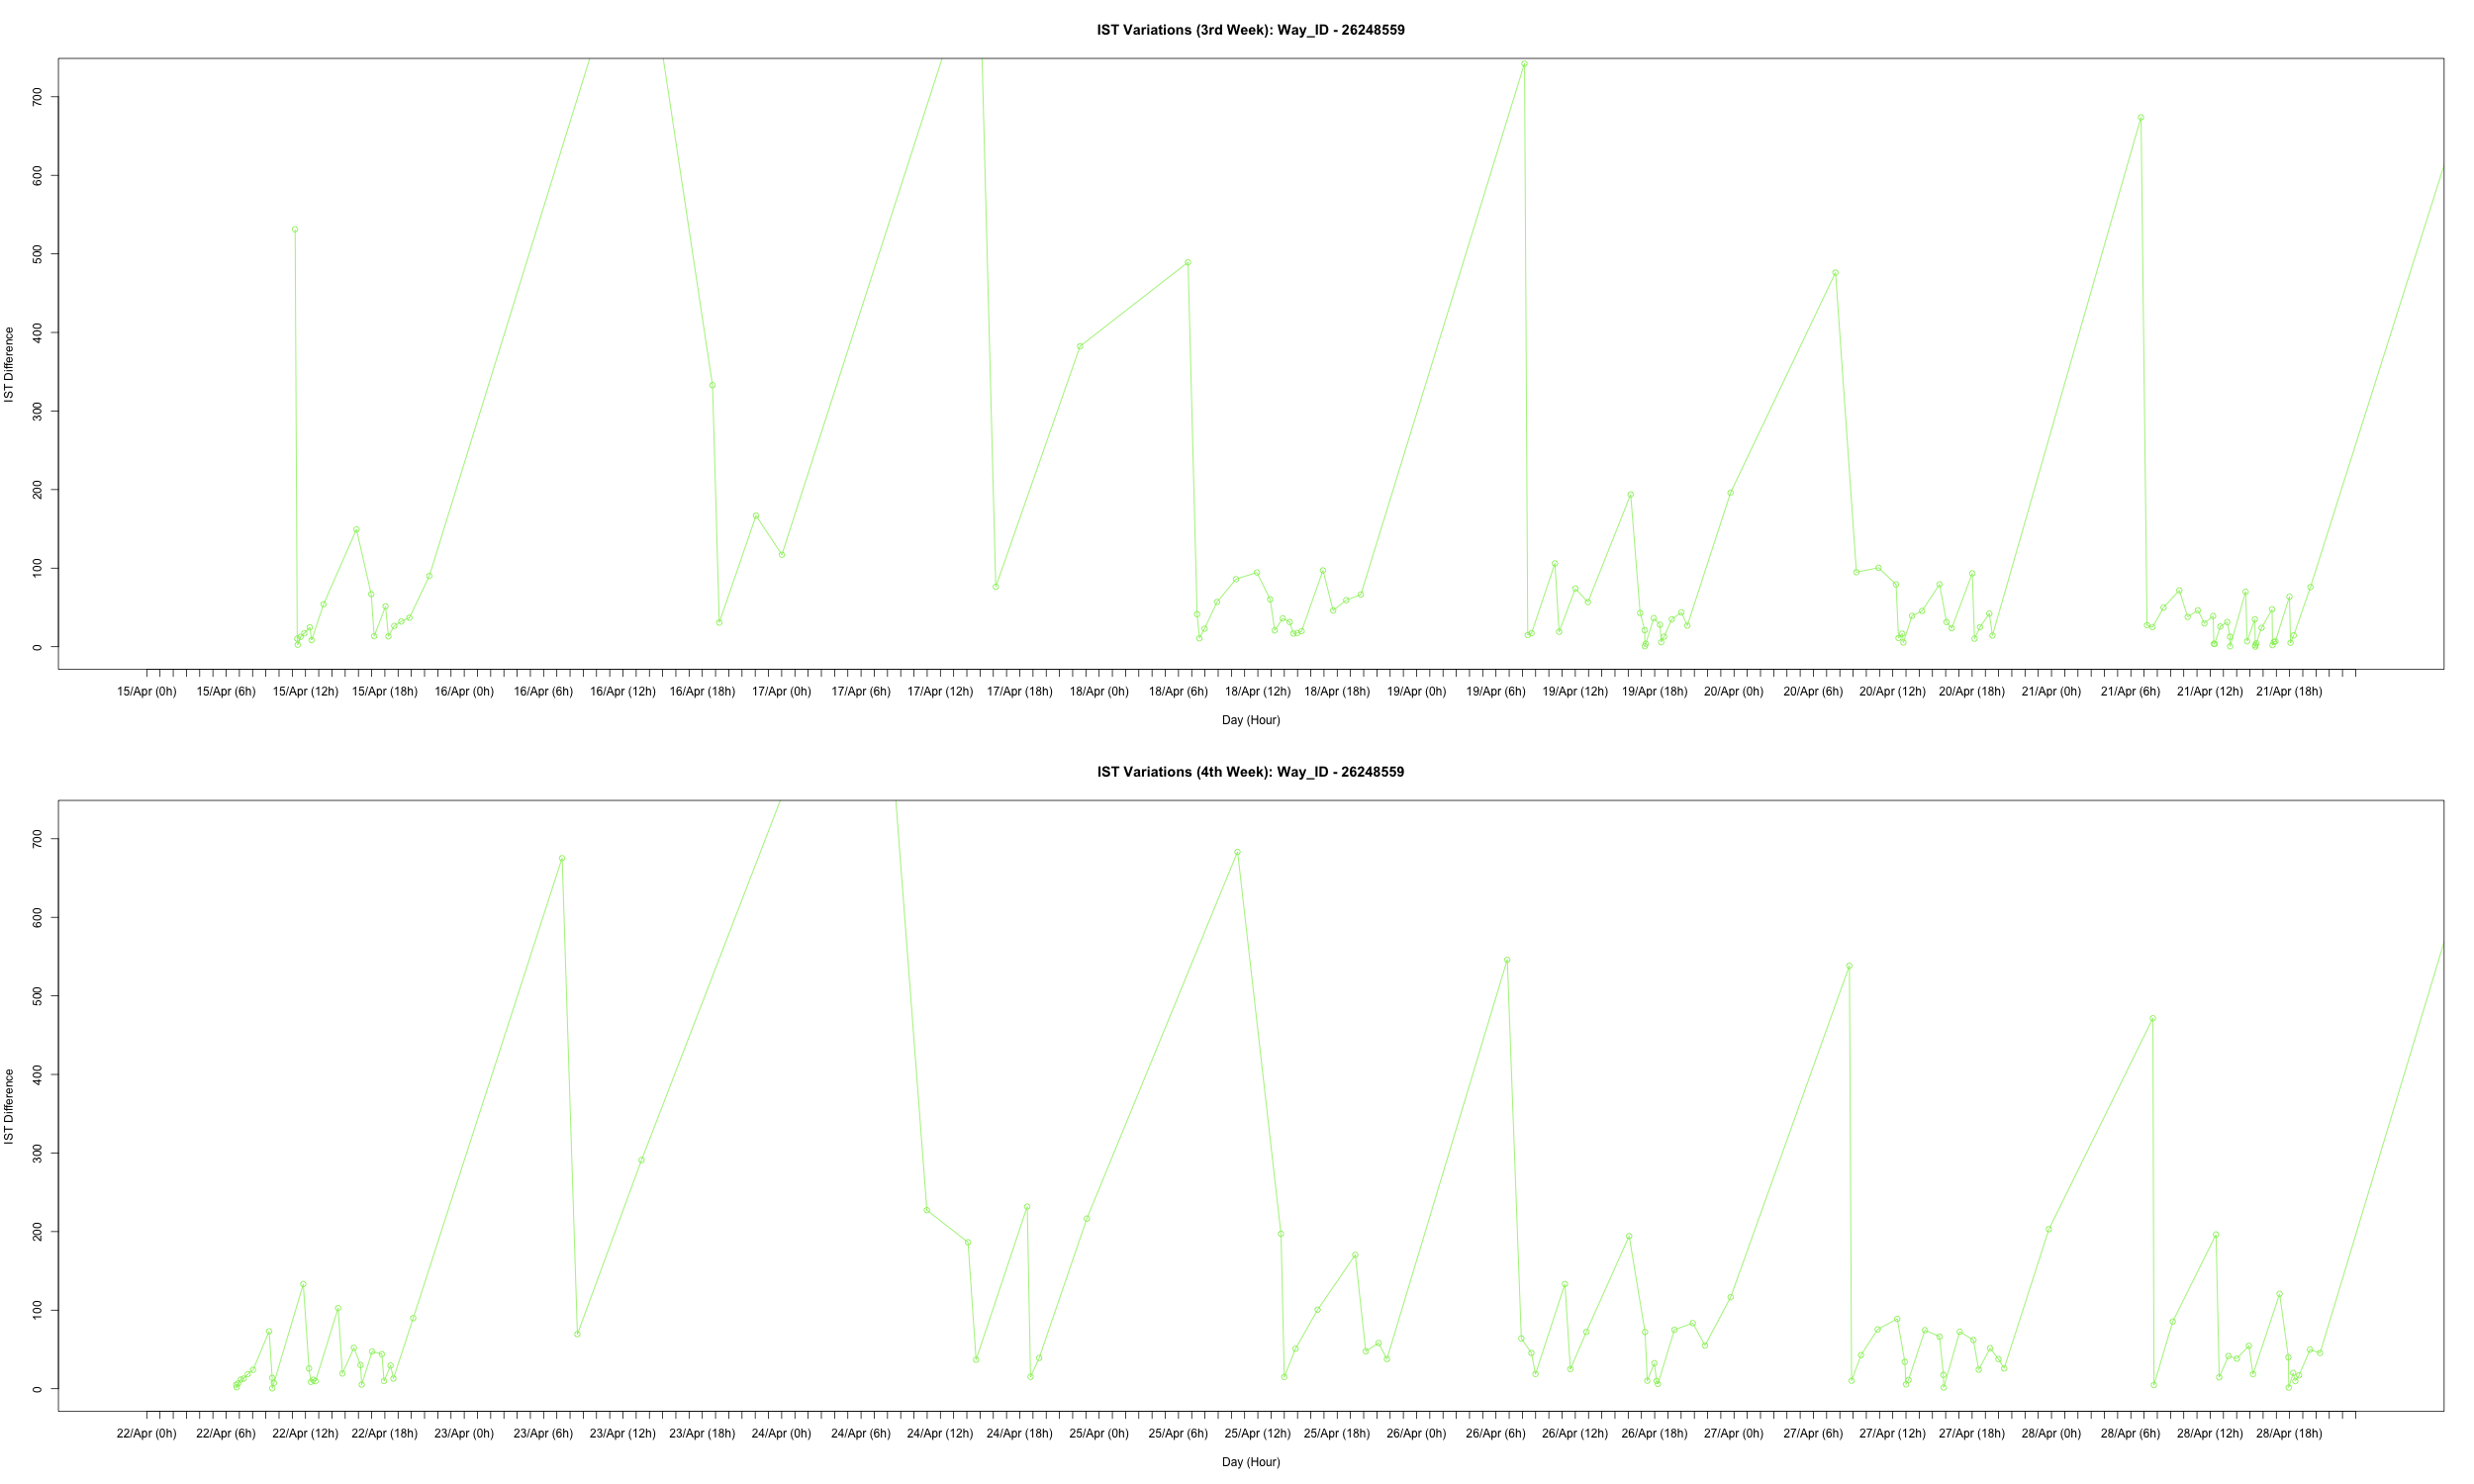 IST Variations (3rd Week): Way_ID - 26248559
IST Difference
700
600
500
400
300
200
100
0
15/Apr (0h) 15/Apr (6h) 15/Apr (12h) 15/Apr (18h) 16/Apr (0h) 16/Apr (6h) 16/Apr (12h) 16/Apr (18h) 17/Apr (0h) 17/Apr (6h) 17/Apr (12h) 17/Apr (18h) 18/Apr (0h) 18/Apr (6h) 18/Apr (12h) 18/Apr (18h) 19/Apr (0h) 19/Apr (6h) 19/Apr (12h) 19/Apr (18h) 20/Apr (0h) 20/Apr (6h) 20/Apr (12h) 20/Apr (18h) 21/Apr (0h) 21/Apr (6h) 21/Apr (12h) 21/Apr (18h)
Day (Hour)
IST Variations (4th Week): Way_ID - 26248559
IST Difference
700
600
500
400
300
200
100
0
22/Apr (0h) 22/Apr (6h) 22/Apr (12h) 22/Apr (18h) 23/Apr (0h) 23/Apr (6h) 23/Apr (12h) 23/Apr (18h) 24/Apr (0h) 24/Apr (6h) 24/Apr (12h) 24/Apr (18h) 25/Apr (0h) 25/Apr (6h) 25/Apr (12h) 25/Apr (18h) 26/Apr (0h) 26/Apr (6h) 26/Apr (12h) 26/Apr (18h) 27/Apr (0h) 27/Apr (6h) 27/Apr (12h) 27/Apr (18h) 28/Apr (0h) 28/Apr (6h) 28/Apr (12h) 28/Apr (18h)
Day (Hour)